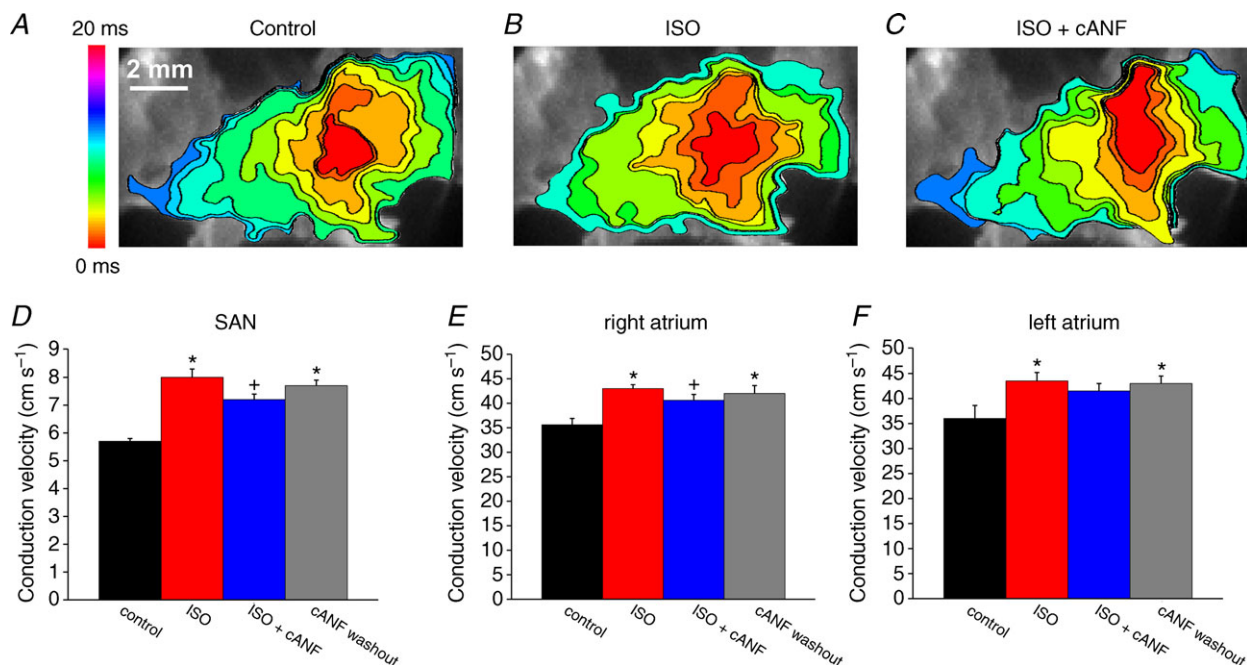 A Control
B ISO
C ISO + cANF
20 ms
2 mm
0 ms
D SAN
Conduction velocity (cm s⁻¹)
9
8
7
6
5
4
3
2
1
0
*
+
*
control
ISO
ISO + cANF
cANF washout
E right atrium
Conduction velocity (cm s⁻¹)
50
45
40
35
30
25
20
15
10
5
0
*
+
*
control
ISO
ISO + cANF
cANF washout
F left atrium
Conduction velocity (cm s⁻¹)
50
45
40
35
30
25
20
15
10
5
0
*
*
control
ISO
ISO + cANF
cANF washout